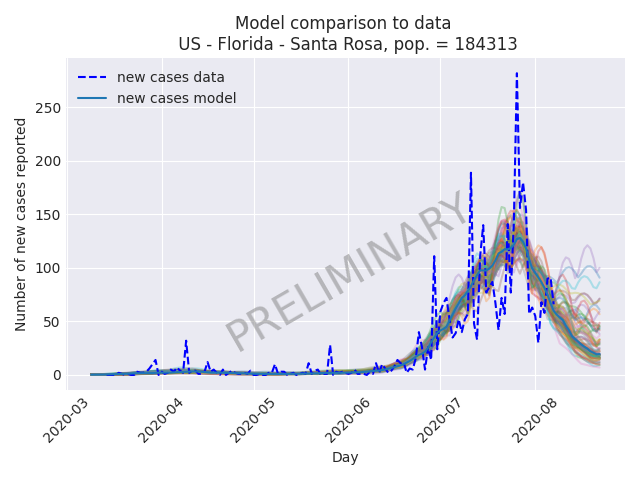 Model comparison to data
US - Florida - Santa Rosa, pop. = 184313
new cases data
new cases model
PRELIMINARY
Number of new cases reported
250
200
150
100
50
0
2020-03
2020-04
2020-05
2020-06
2020-07
2020-08
Day